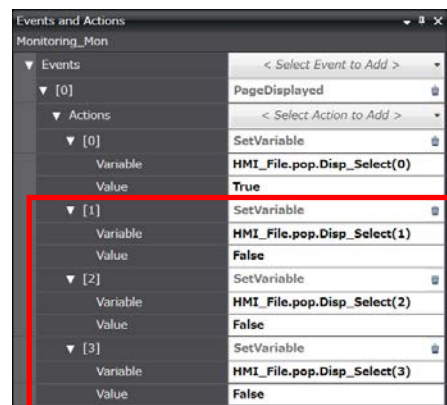 Events and Actions
Monitoring_Mon
Events < Select Event to Add >
[0] PageDisplayed
Actions < Select Action to Add >
[0] SetVariable
Variable HMI_File.pop.Disp_Select(0)
Value True
[1] SetVariable
Variable HMI_File.pop.Disp_Select(1)
Value False
[2] SetVariable
Variable HMI_File.pop.Disp_Select(2)
Value False
[3] SetVariable
Variable HMI_File.pop.Disp_Select(3)
Value False